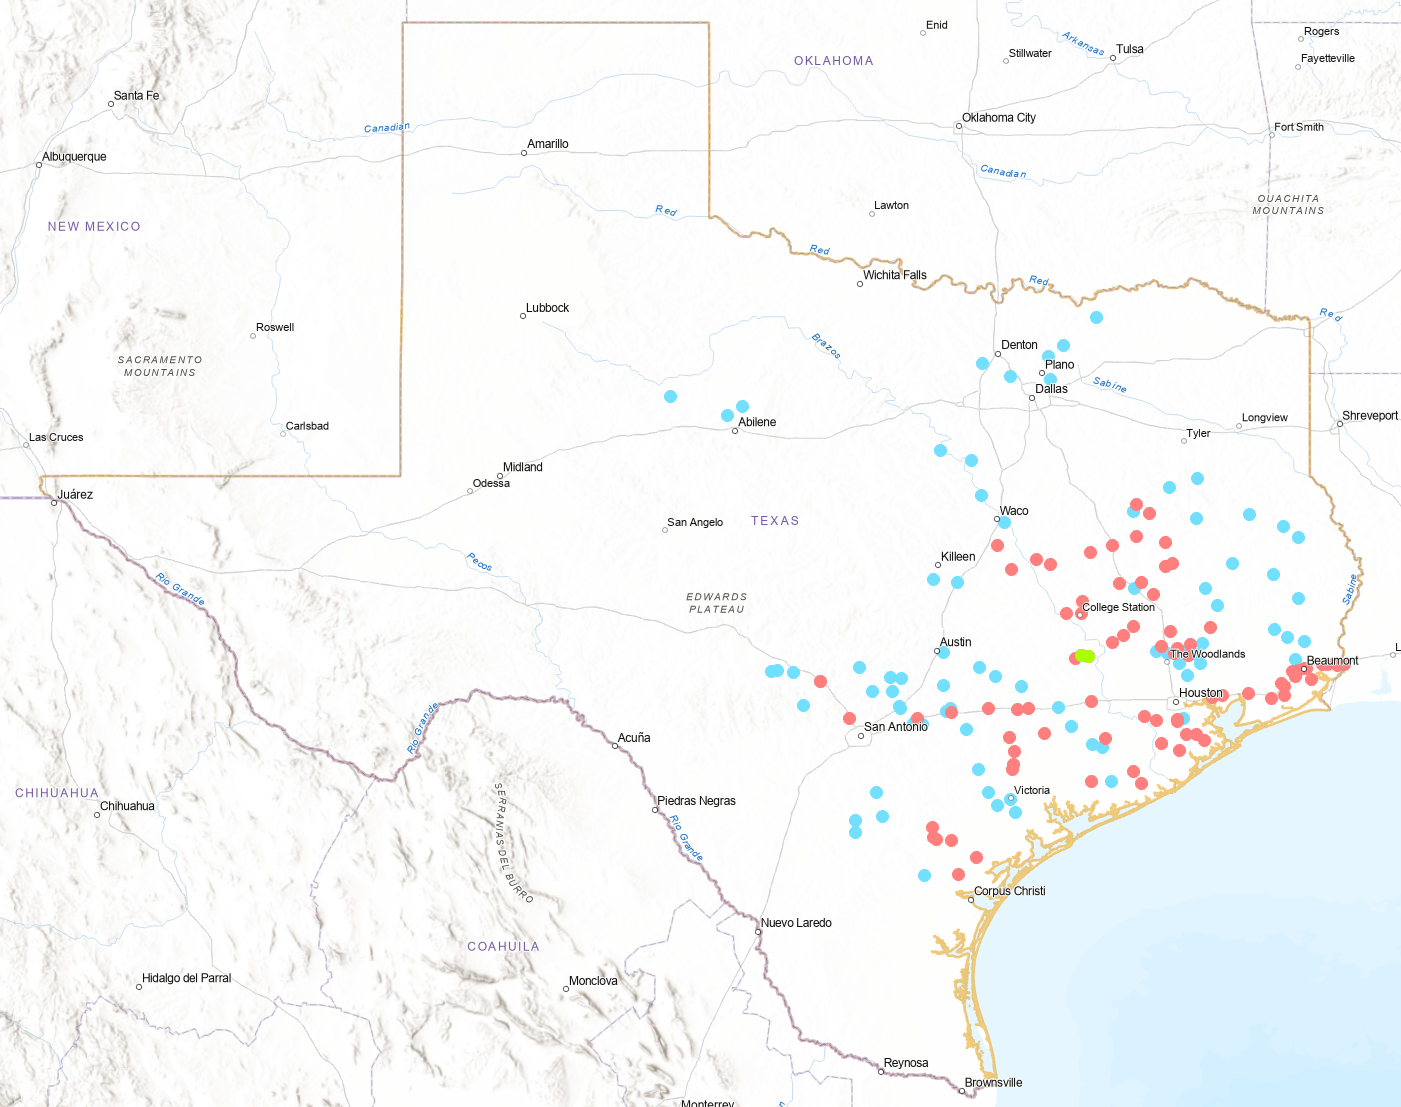 Enid
Rogers
Arkansas
Tulsa
Stillwater
Fayetteville
OKLAHOMA
Santa Fe
Oklahoma City
Canadian
Fort Smith
Amarillo
Albuquerque
Canadian
OUACHITA
MOUNTAINS
Lawton
Red
NEW MEXICO
Red
Wichita Falls
Red
Lubbock
Red
Roswell
Brazos
Denton
SACRAMENTO
MOUNTAINS
Plano
Sabine
Dallas
Carlsbad
Abilene
Longview
Shreveport
Tyler
Las Cruces
Midland
Odessa
Juárez
San Angelo
TEXAS
Waco
Pecos
Killeen
Rio Grande
EDWARDS
PLATEAU
Sabine
College Station
Austin
The Woodlands
L
Beaumont
Houston
Rio Grande
San Antonio
Acuña
CHIHUAHUA
Chihuahua
SERRANIAS DEL BURRO
Piedras Negras
Victoria
Rio Grande
Corpus Christi
Nuevo Laredo
COAHUILA
Hidalgo del Parral
Monclova
Reynosa
Brownsville
Monterrey